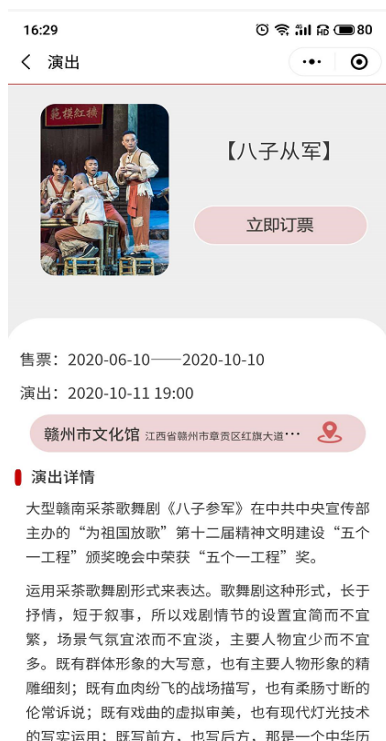 16:29
80
演出
範模紅擴
【八子从军】
立即订票
售票：2020-06-10——2020-10-10
演出：2020-10-11 19:00
赣州市文化馆 江西省赣州市章贡区红旗大道···
演出详情
大型赣南采茶歌舞剧《八子参军》在中共中央宣传部
主办的“为祖国放歌”第十二届精神文明建设“五个
一工程”颁奖晚会中荣获“五个一工程”奖。
运用采茶歌舞剧形式来表达。歌舞剧这种形式，长于
抒情，短于叙事，所以戏剧情节的设置宜简而不宜
繁，场景气氛宜浓而不宜淡，主要人物宜少而不宜
多。既有群体形象的大写意，也有主要人物形象的精
雕细刻；既有血肉纷飞的战场描写，也有柔肠寸断的
伦常诉说；既有戏曲的虚拟审美，也有现代灯光技术
的写实运用；既写前方，也写后方，那是一个中华历